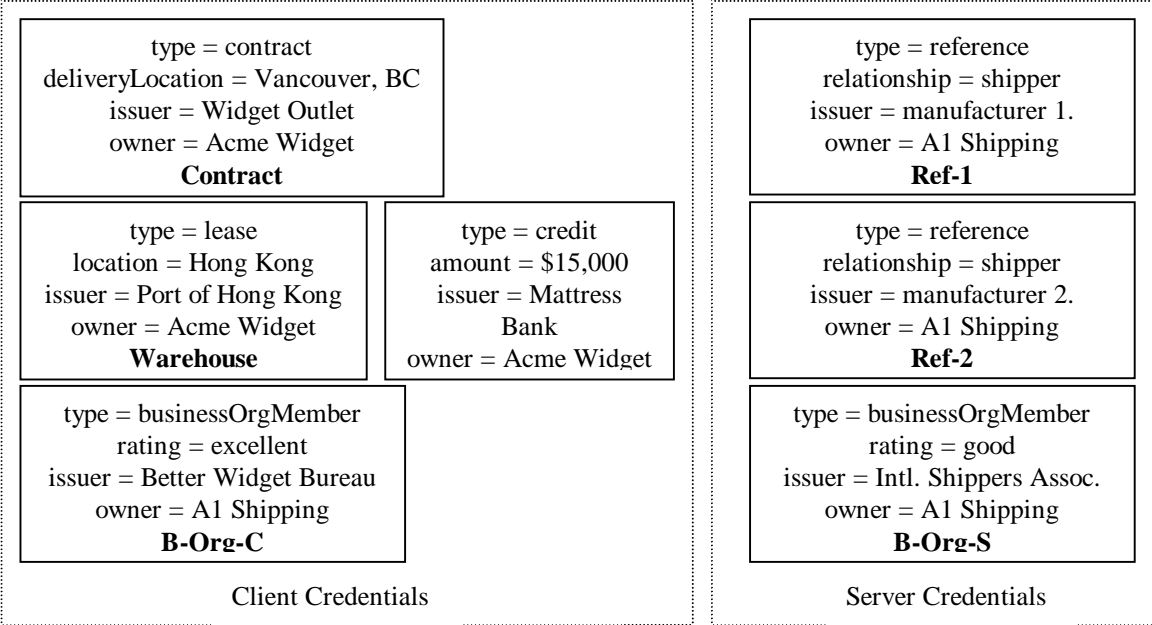 type = contract
deliveryLocation = Vancouver, BC
issuer = Widget Outlet
owner = Acme Widget
Contract
type = lease
location = Hong Kong
issuer = Port of Hong Kong
owner = Acme Widget
Warehouse
type = credit
amount = $15,000
issuer = Mattress
Bank
owner = Acme Widget
type = businessOrgMember
rating = excellent
issuer = Better Widget Bureau
owner = A1 Shipping
B-Org-C
Client Credentials
type = reference
relationship = shipper
issuer = manufacturer 1.
owner = A1 Shipping
Ref-1
type = reference
relationship = shipper
issuer = manufacturer 2.
owner = A1 Shipping
Ref-2
type = businessOrgMember
rating = good
issuer = Intl. Shippers Assoc.
owner = A1 Shipping
B-Org-S
Server Credentials